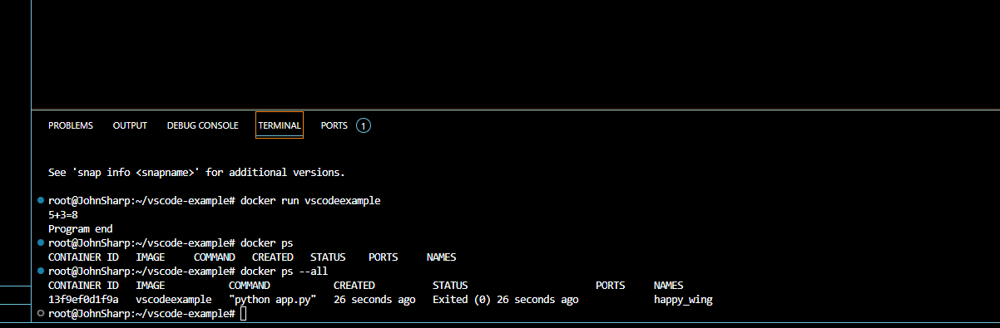 PROBLEMS OUTPUT DEBUG CONSOLE TERMINAL PORTS 1
See 'snap info <snapname>' for additional versions.
root@JohnSharp:~/vscode-example# docker run vscodeexample
5+3=8
Program end
root@JohnSharp:~/vscode-example# docker ps
CONTAINER ID IMAGE COMMAND CREATED STATUS PORTS NAMES
root@JohnSharp:~/vscode-example# docker ps --all
CONTAINER ID IMAGE COMMAND CREATED STATUS PORTS NAMES
13f9ef0d1f9a vscodeexample "python app.py" 26 seconds ago Exited (0) 26 seconds ago happy_wing
root@JohnSharp:~/vscode-example#